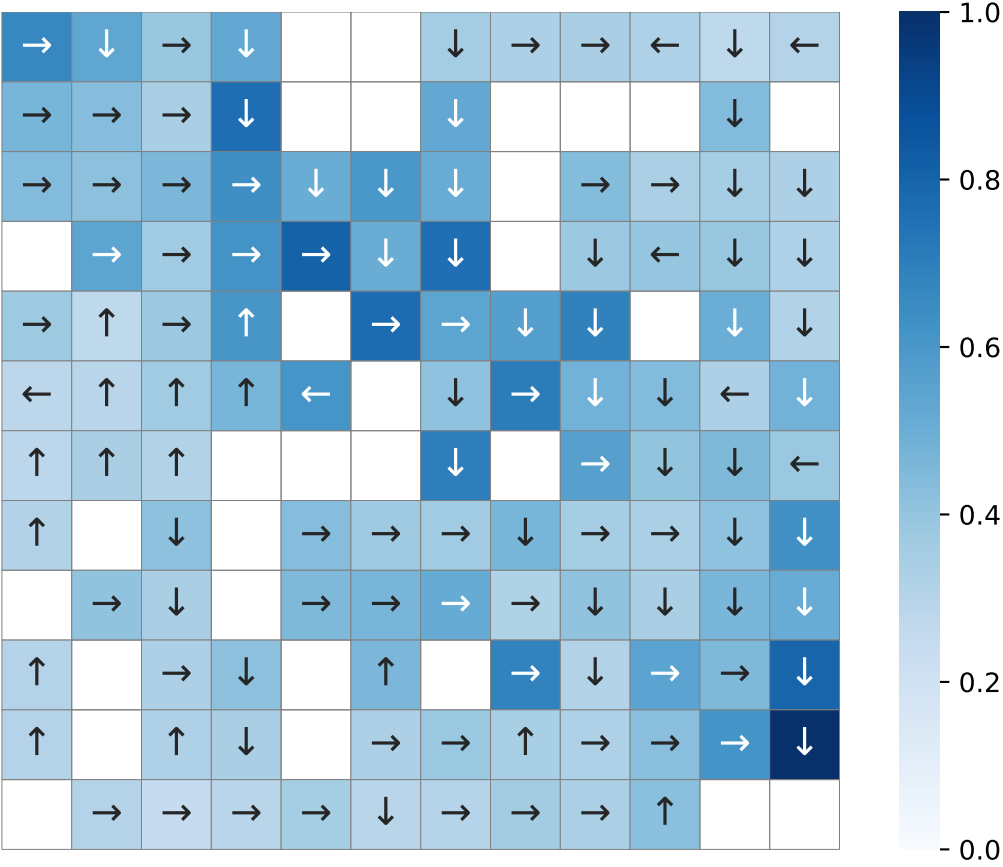 → ↓ → ↓ ↓ → → ← ↓ ← 1.0
→ → → ↓ ↓ ↓
→ → → → ↓ ↓ ↓ → → ↓ ↓ 0.8
→ → → → ↓ ↓ ↓ ← ↓ ↓
→ ↑ → ↑ → → ↓ ↓ ↓ ↓ 0.6
← ↑ ↑ ↑ ← ↓ → ↓ ↓ ← ↓
↑ ↑ ↑ ↓ → ↓ ↓ ← 0.4
↑ ↓ → → → ↓ → → ↓ ↓
→ ↓ → → → → ↓ ↓ ↓ ↓
↑ → ↓ ↑ → ↓ → → ↓ 0.2
↑ ↑ ↓ → → ↑ → → → ↓
→ → → → ↓ → → → ↑ 0.0